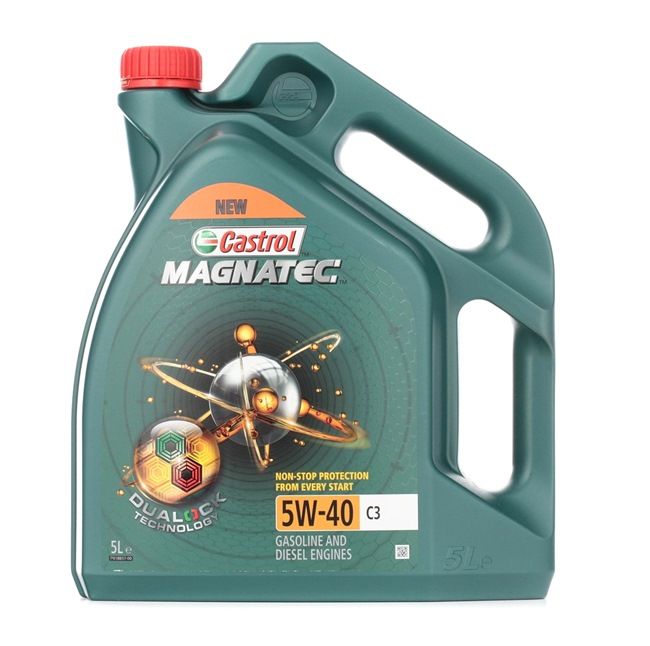 NEW
Castrol
MAGNATEC™
DUALOCK
TECHNOLOGY
NON-STOP PROTECTION
FROM EVERY START
5W-40 C3
GASOLINE AND
DIESEL ENGINES
5L e
5L e